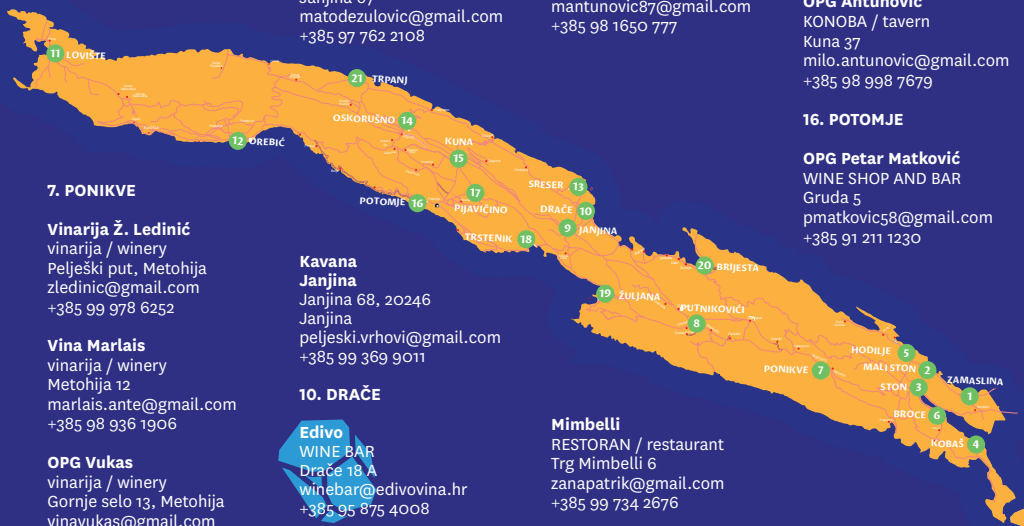 Janjina 67
matodezulovic@gmail.com
+385 97 762 2108
mantunovic87@gmail.com
+385 98 1650 777
OPG Antunović
KONOBA / tavern
Kuna 37
milo.antunovic@gmail.com
+385 98 998 7679
16. POTOMJE
OPG Petar Matković
WINE SHOP AND BAR
Gruda 5
pmatkovic58@gmail.com
+385 91 211 1230
11 LOVIŠTE
21 TRPANJ
OSKORUŠNO 14
12 OREBIĆ
KUNA
15
SRESER 13
17
PIJAVIČINO
POTOMJE 16
DRAČE 10
9 JANJINA
TRSTENIK 18
20 BRIJESTA
19 ŽULJANA
PUTNIKOVIĆI
8
HODILJE 5
MALI STON 2
PONIKVE 7
STON 3
ZAMASLINA
1
BROCE 6
KOBAŠ 4
7. PONIKVE
Vinarija Ž. Ledinić
vinarija / winery
Pelješki put, Metohija
zledinic@gmail.com
+385 99 978 6252
Vina Marlais
vinarija / winery
Metohija 12
marlais.ante@gmail.com
+385 98 936 1906
OPG Vukas
vinarija / winery
Gornje selo 13, Metohija
vinavukas@gmail.com
Kavana
Janjina
Janjina 68, 20246
Janjina
peljeski.vrhovi@gmail.com
+385 99 369 9011
10. DRAČE
Edivo
WINE BAR
Drače 18 A
winebar@edivovina.hr
+385 95 875 4008
Mimbelli
RESTORAN / restaurant
Trg Mimbelli 6
zanapatrik@gmail.com
+385 99 734 2676